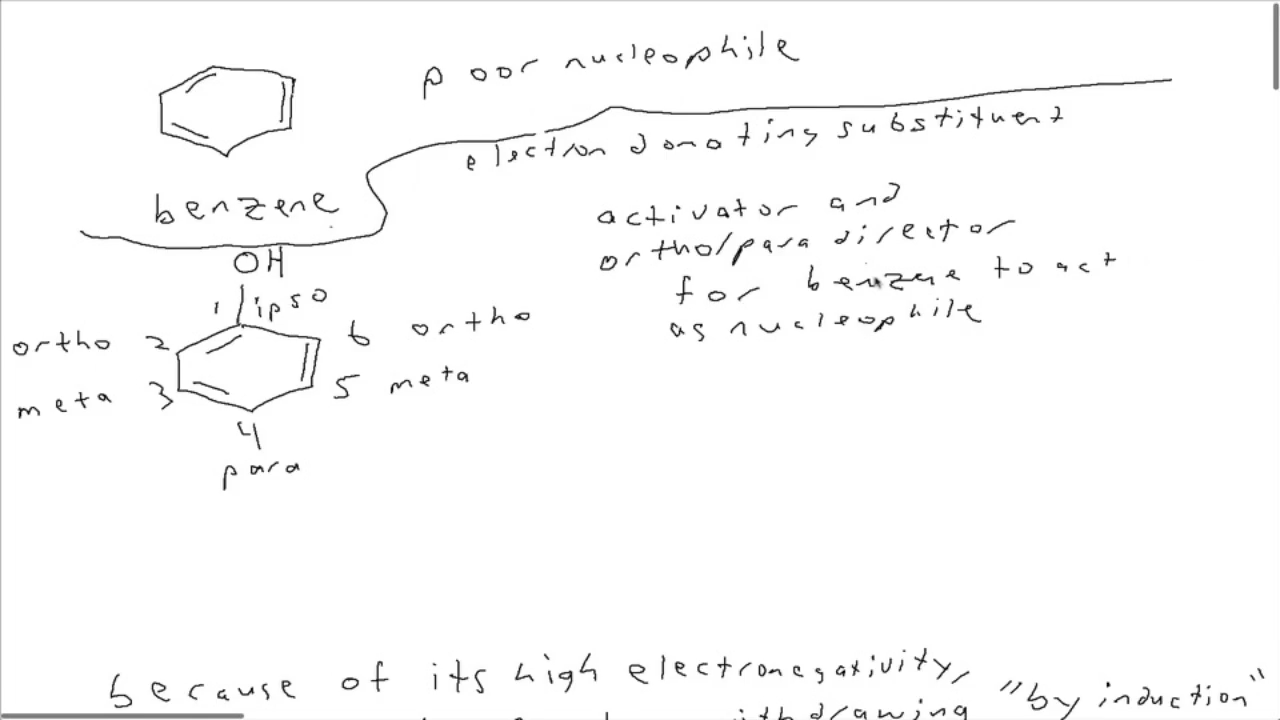 poor nucleophile
benzene
electron donating substituent
activator and
ortho/para director
for benzene to act
as nucleophile
OH
1 ipso
ortho 2 6 ortho
meta 3 5 meta
4
para
because of its high electronegativity, "by induction"
withdrawing